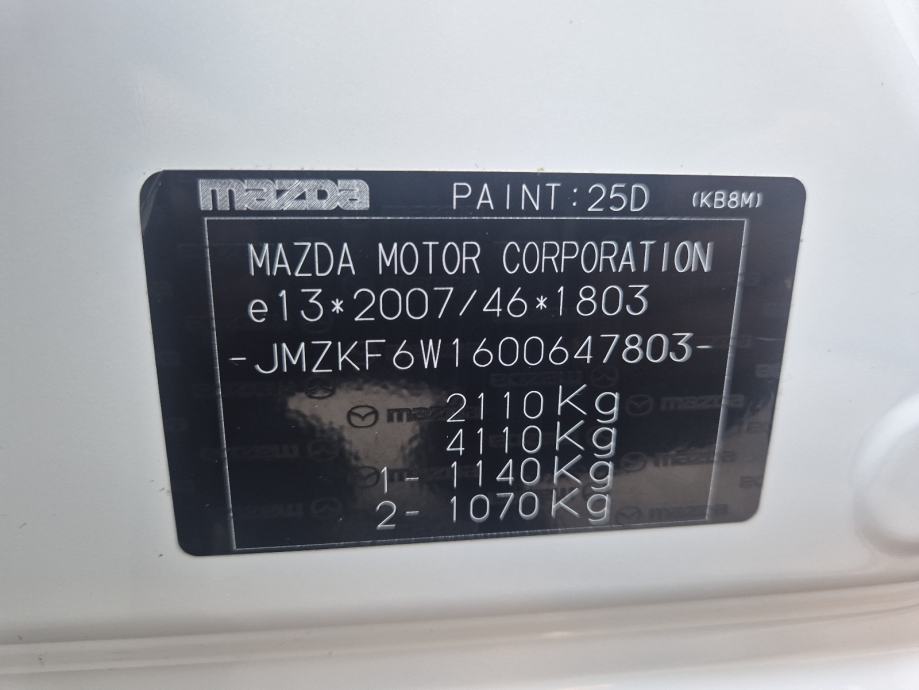 mazda PAINT:25D (KB8M)
MAZDA MOTOR CORPORATION
e13*2007/46*1803
-JMZKF6W1600647803-
2110Kg
4110Kg
1- 1140Kg
2- 1070Kg